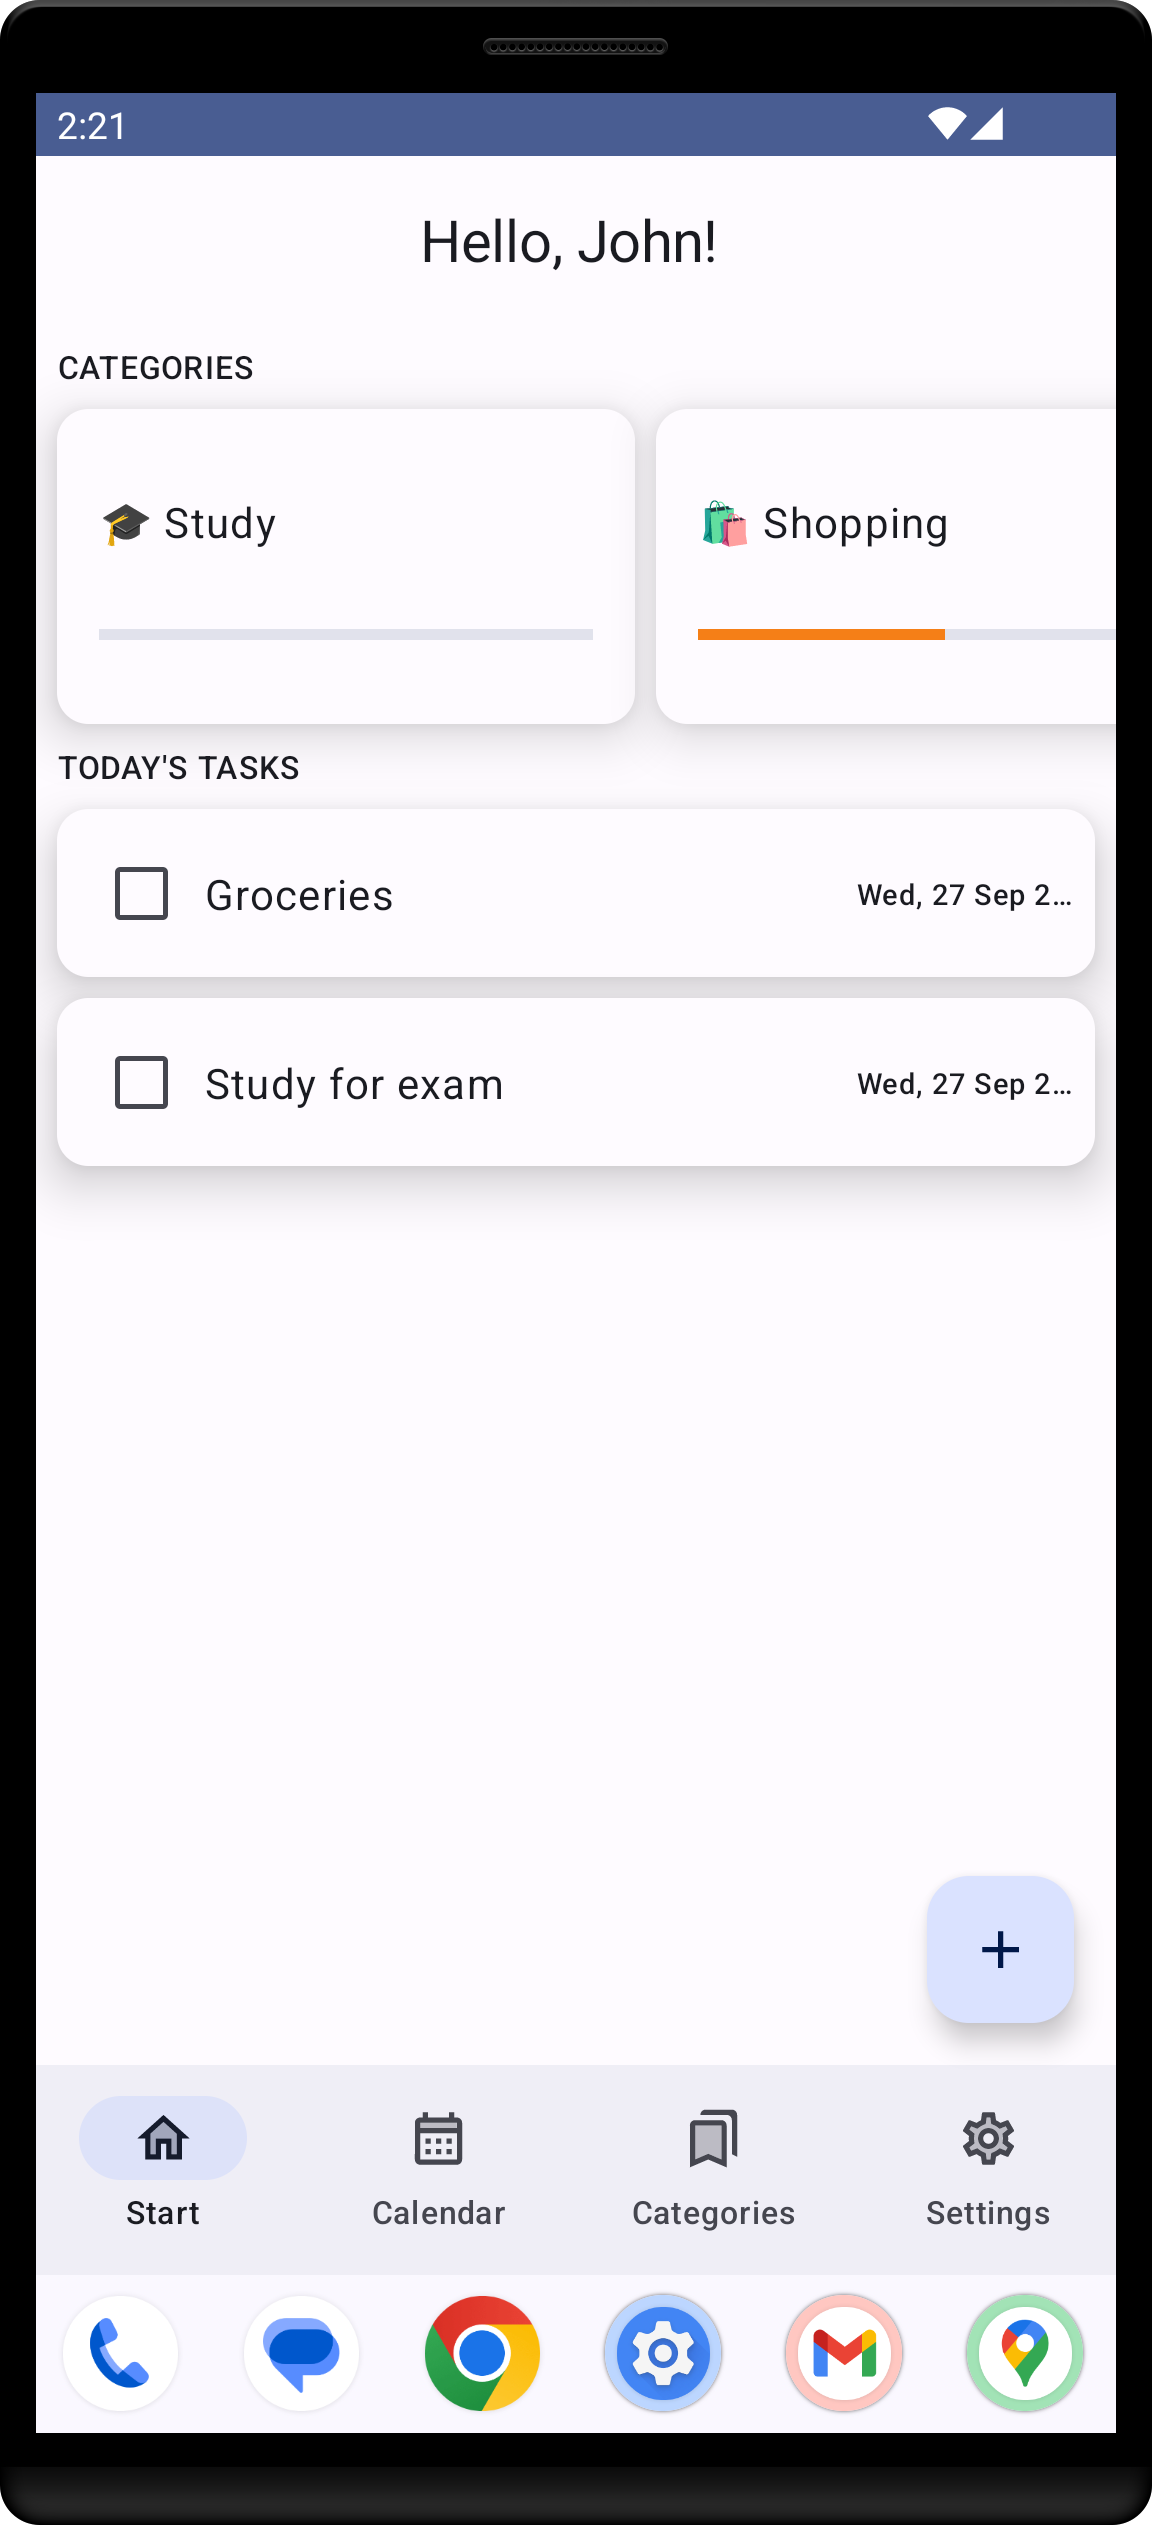 2:21
Hello, John!
CATEGORIES
Study
Shopping
TODAY'S TASKS
Groceries
Wed, 27 Sep 2...
Study for exam
Wed, 27 Sep 2...
Start
Calendar
Categories
Settings